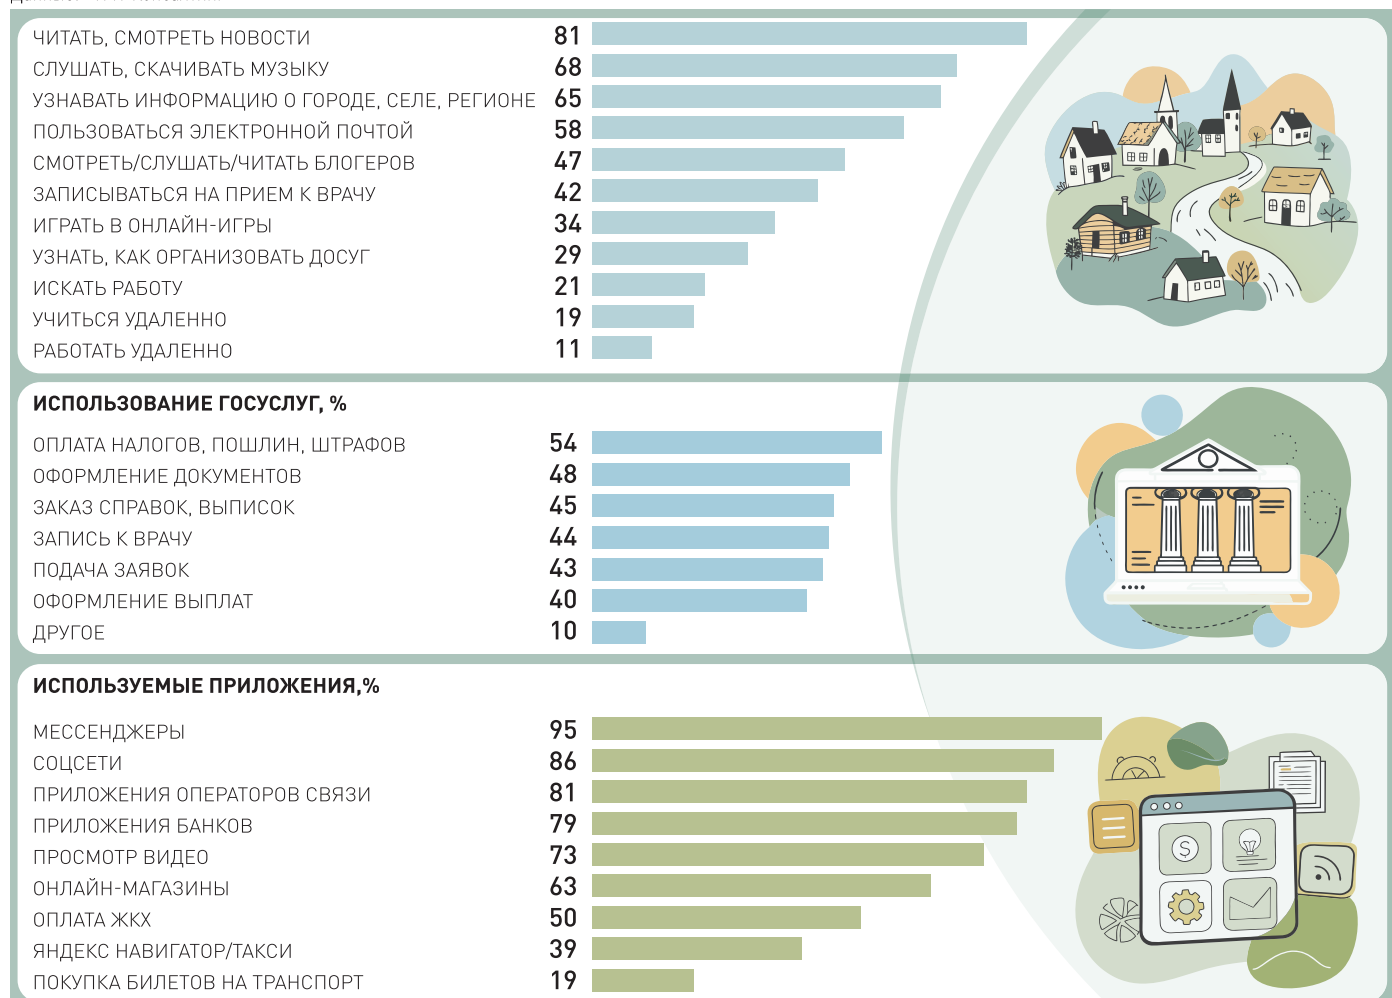 ЧИТАТЬ, СМОТРЕТЬ НОВОСТИ 81
СЛУШАТЬ, СКАЧИВАТЬ МУЗЫКУ 68
УЗНАВАТЬ ИНФОРМАЦИЮ О ГОРОДЕ, СЕЛЕ, РЕГИОНЕ 65
ПОЛЬЗОВАТЬСЯ ЭЛЕКТРОННОЙ ПОЧТОЙ 58
СМОТРЕТЬ/СЛУШАТЬ/ЧИТАТЬ БЛОГЕРОВ 47
ЗАПИСЫВАТЬСЯ НА ПРИЕМ К ВРАЧУ 42
ИГРАТЬ В ОНЛАЙН-ИГРЫ 34
УЗНАТЬ, КАК ОРГАНИЗОВАТЬ ДОСУГ 29
ИСКАТЬ РАБОТУ 21
УЧИТЬСЯ УДАЛЕННО 19
РАБОТАТЬ УДАЛЕННО 11
ИСПОЛЬЗОВАНИЕ ГОСУСЛУГ, %
ОПЛАТА НАЛОГОВ, ПОШЛИН, ШТРАФОВ 54
ОФОРМЛЕНИЕ ДОКУМЕНТОВ 48
ЗАКАЗ СПРАВОК, ВЫПИСОК 45
ЗАПИСЬ К ВРАЧУ 44
ПОДАЧА ЗАЯВОК 43
ОФОРМЛЕНИЕ ВЫПЛАТ 40
ДРУГОЕ 10
ИСПОЛЬЗУЕМЫЕ ПРИЛОЖЕНИЯ,%
МЕССЕНДЖЕРЫ 95
СОЦСЕТИ 86
ПРИЛОЖЕНИЯ ОПЕРАТОРОВ СВЯЗИ 81
ПРИЛОЖЕНИЯ БАНКОВ 79
ПРОСМОТР ВИДЕО 73
ОНЛАЙН-МАГАЗИНЫ 63
ОПЛАТА ЖКХ 50
ЯНДЕКС НАВИГАТОР/ТАКСИ 39
ПОКУПКА БИЛЕТОВ НА ТРАНСПОРТ 19